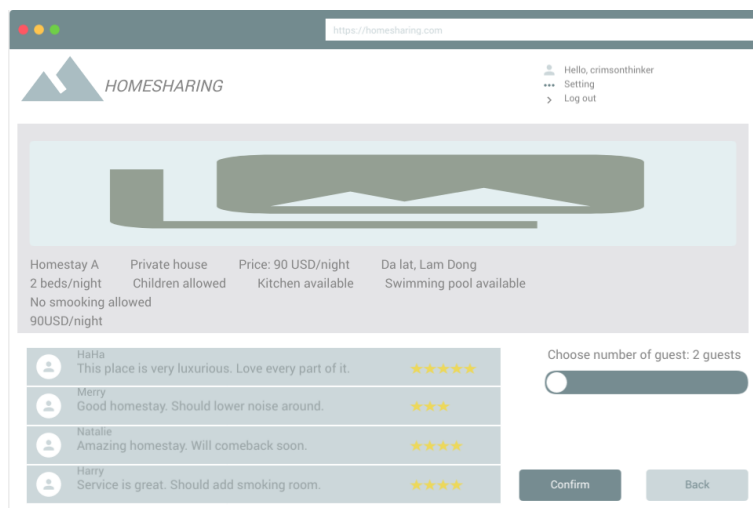 https://homesharing.com
HOMESHARING
Hello, crimsonthinker
Setting
Log out
Homestay A Private house Price: 90 USD/night Da lat, Lam Dong
2 beds/night Children allowed Kitchen available Swimming pool available
No smooking allowed
90USD/night
HaHa
This place is very luxurious. Love every part of it.
Merry
Good homestay. Should lower noise around.
Natalie
Amazing homestay. Will comeback soon.
Harry
Service is great. Should add smoking room.
Choose number of guest: 2 guests
Confirm
Back